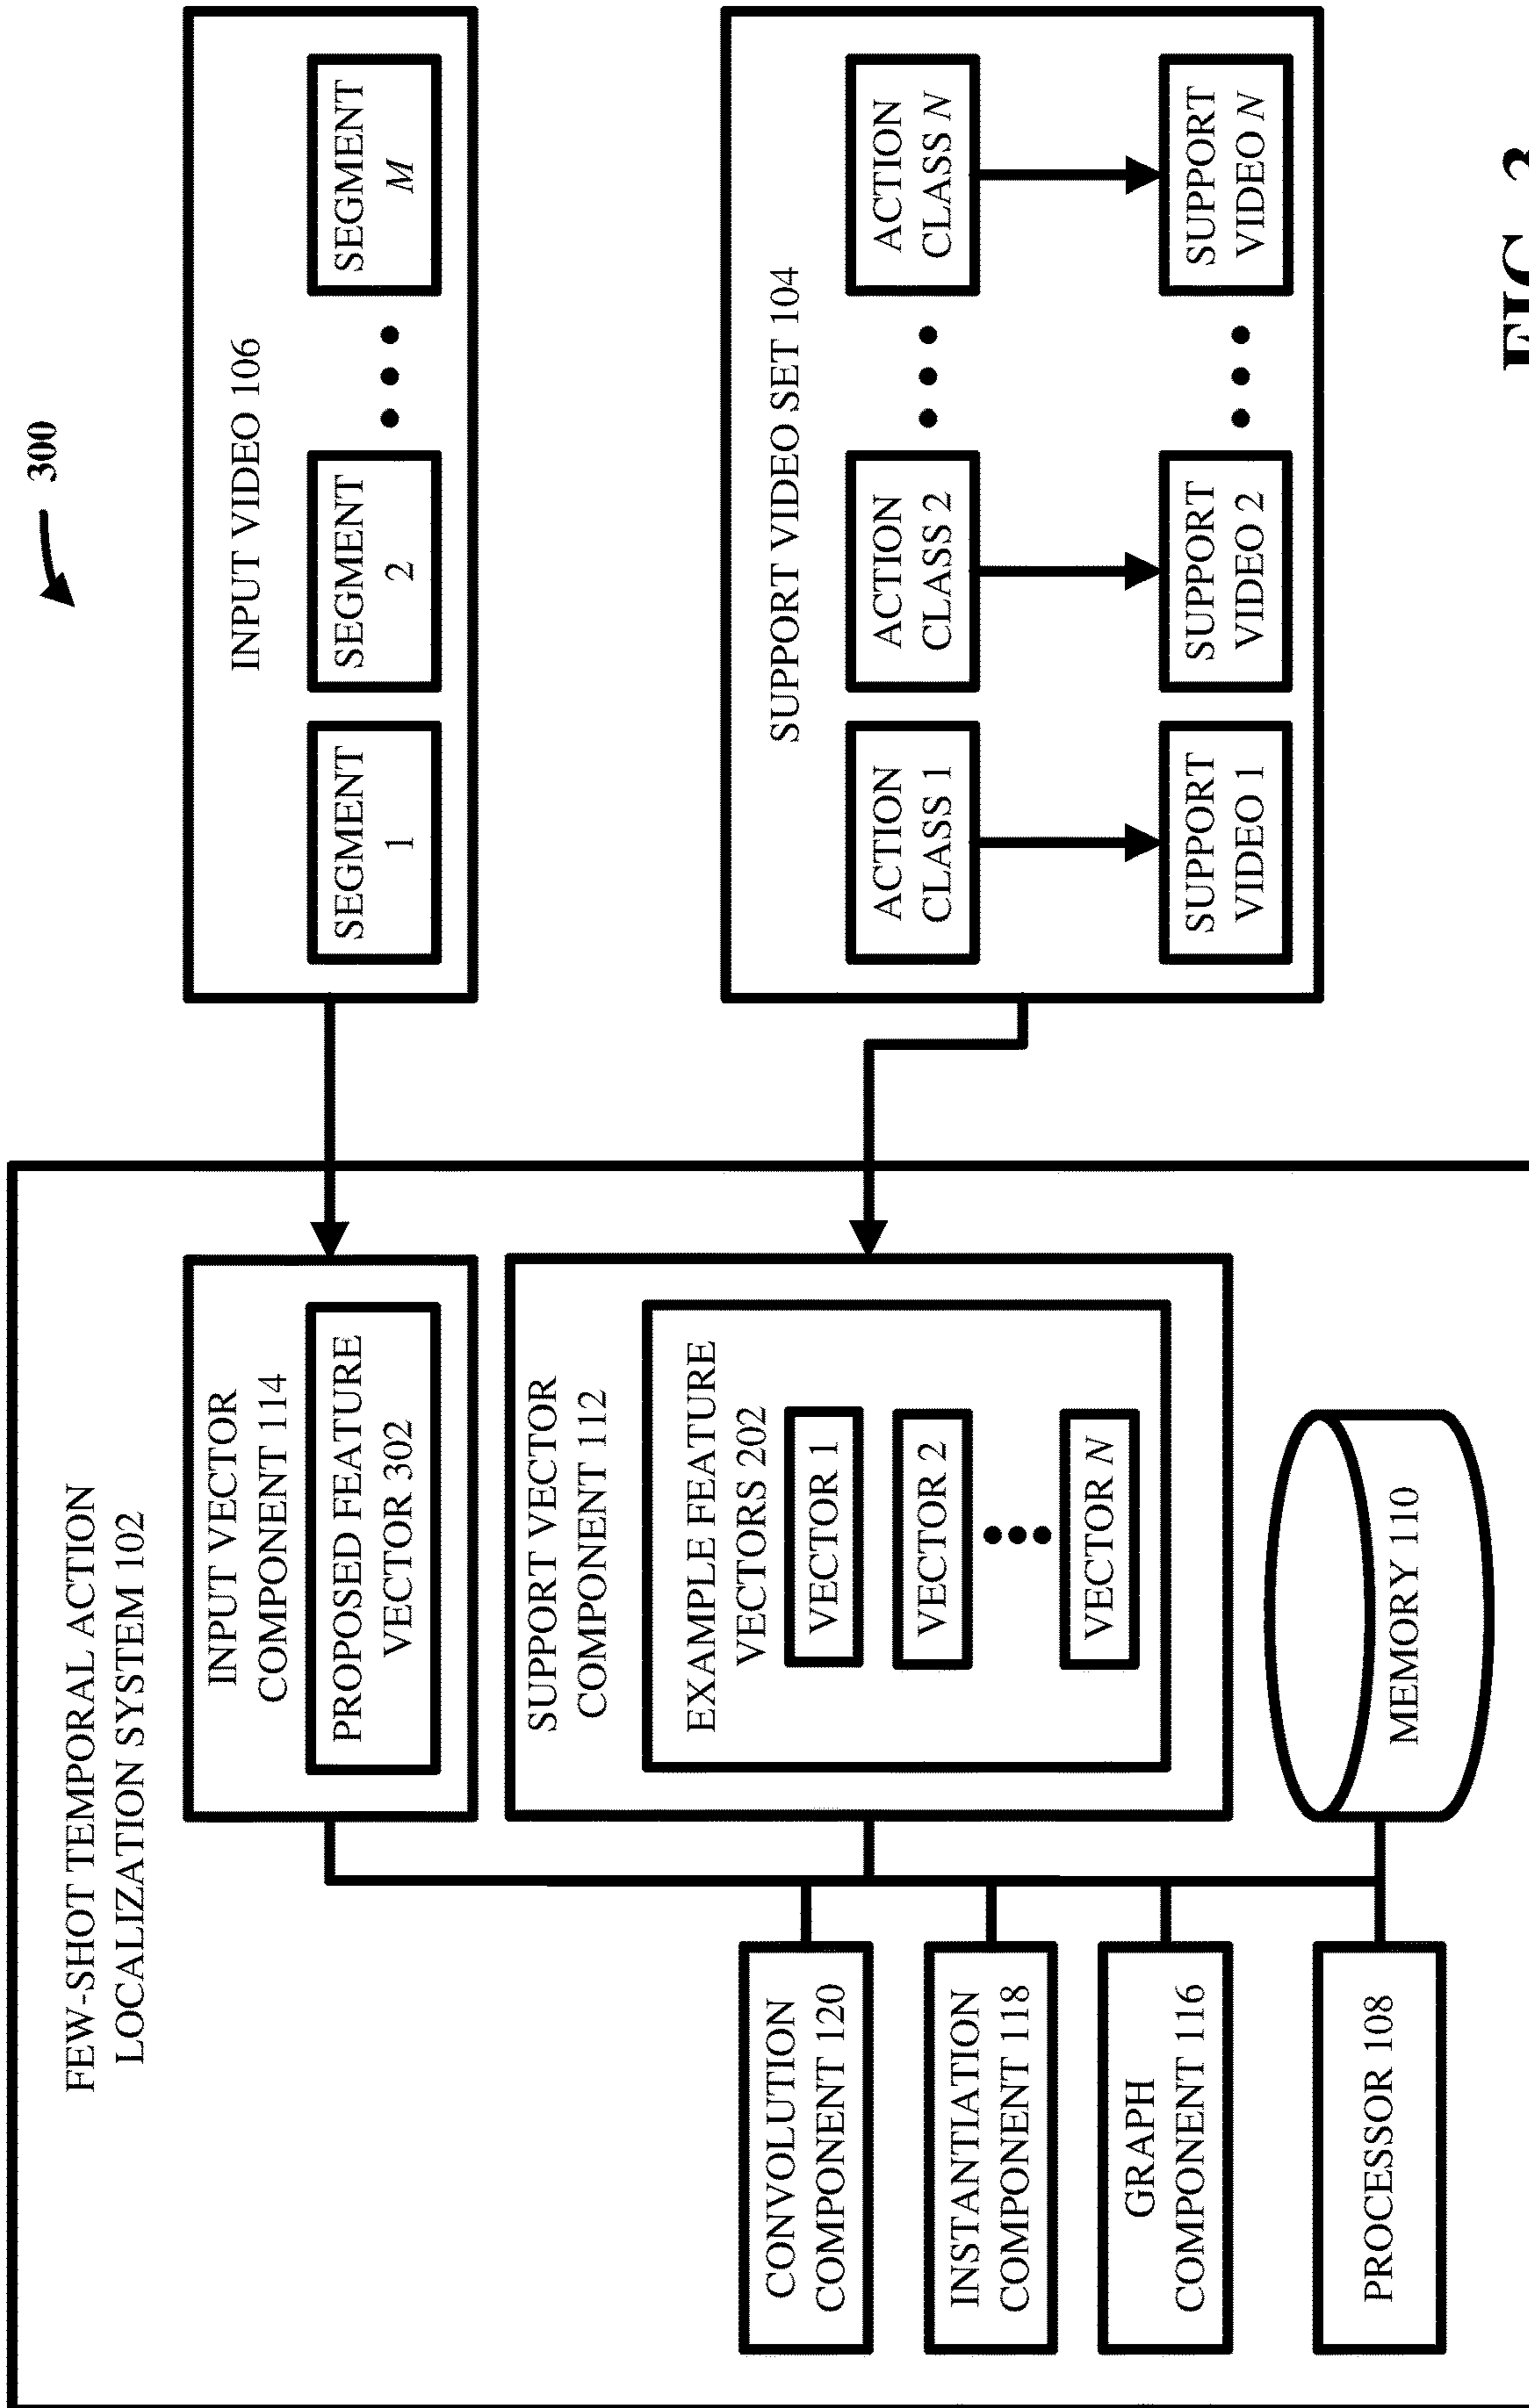 300
FEW-SHOT TEMPORAL ACTION
LOCALIZATION SYSTEM 102
INPUT VECTOR
COMPONENT 114
PROPOSED FEATURE
VECTOR 302
SUPPORT VECTOR
COMPONENT 112
EXAMPLE FEATURE
VECTORS 202
VECTOR 1
VECTOR 2
VECTOR N
MEMORY 110
CONVOLUTION
COMPONENT 120
INSTANTIATION
COMPONENT 118
GRAPH
COMPONENT 116
PROCESSOR 108
INPUT VIDEO 106
SEGMENT
1
SEGMENT
2
SEGMENT
M
SUPPORT VIDEO SET 104
ACTION
CLASS 1
ACTION
CLASS 2
ACTION
CLASS N
SUPPORT
VIDEO 1
SUPPORT
VIDEO 2
SUPPORT
VIDEO N
FIG. 3